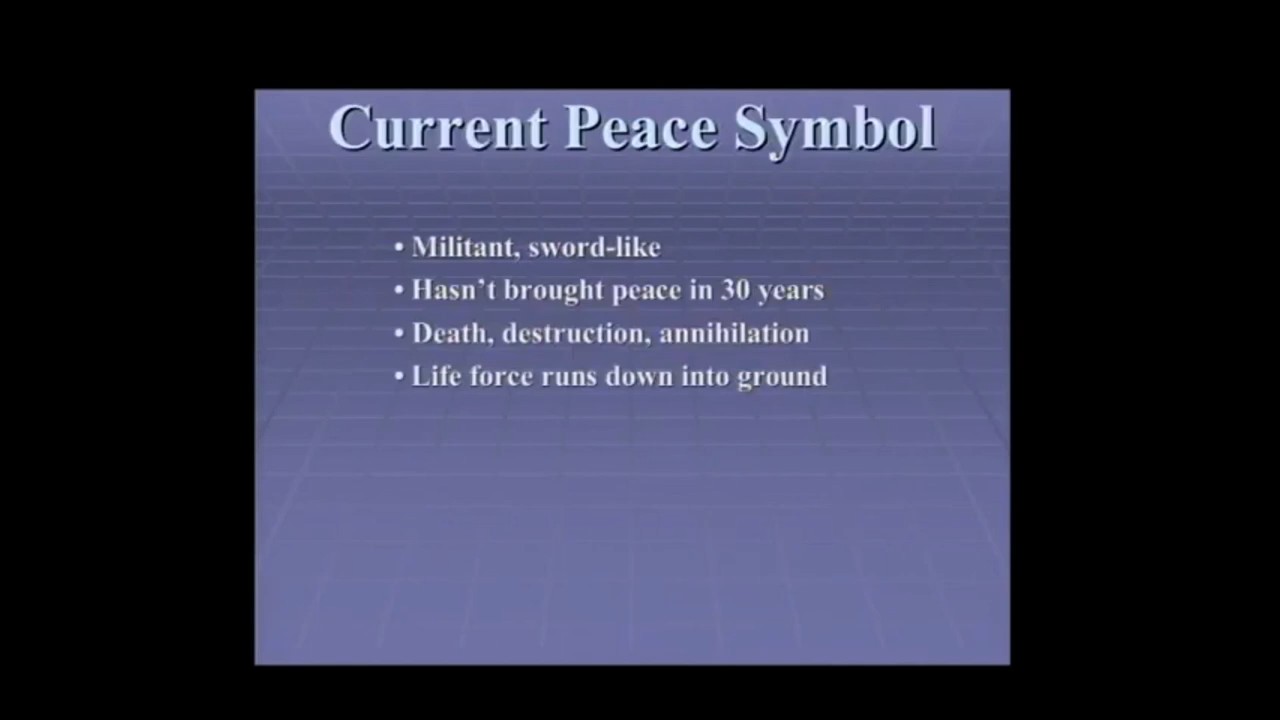 Current Peace Symbol
• Militant, sword-like
• Hasn’t brought peace in 30 years
• Death, destruction, annihilation
• Life force runs down into ground